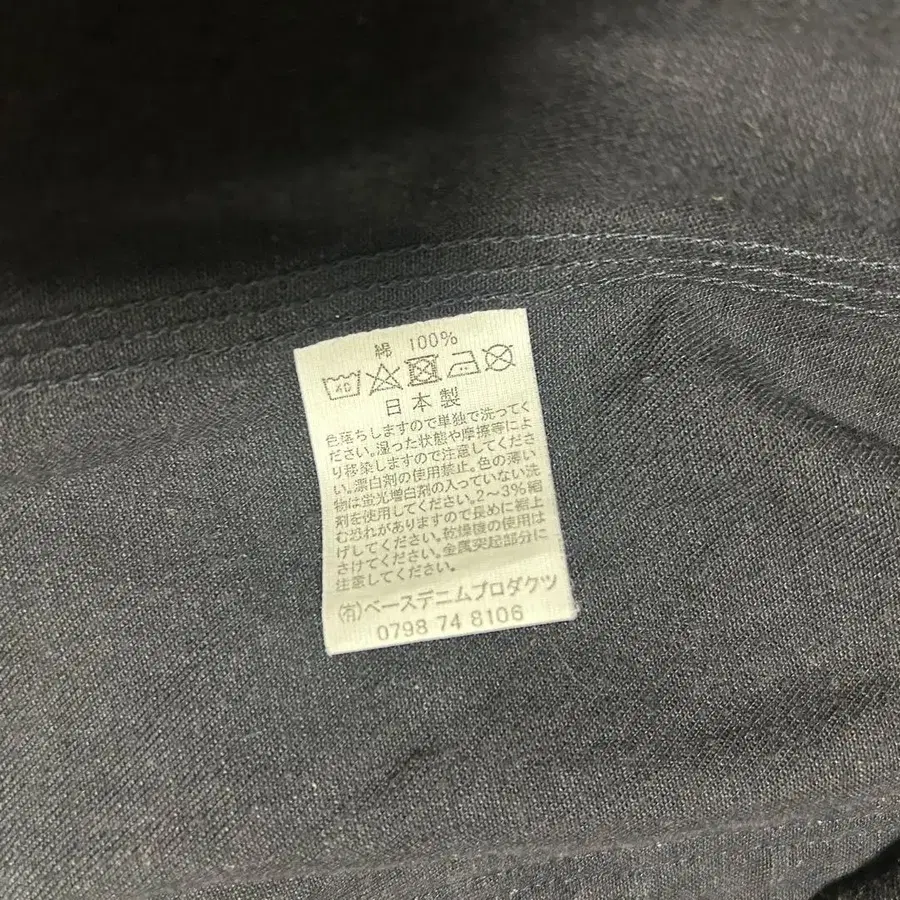 綿 100%
40
日本製
色落ちしますので単独で洗ってく
ださい。湿った状態や摩擦等によ
り移染しますので注意してくださ
い。漂白剤の使用禁止。色の薄い
物は蛍光増白剤の入っていない洗
剤を使用してください。2〜3%縮
む恐れがありますので長めに裾上
げしてください。乾燥機の使用は
さけてください。金属突起部分に
注意してください。
(有)ベースデニムプロダクツ
0798 74 8106